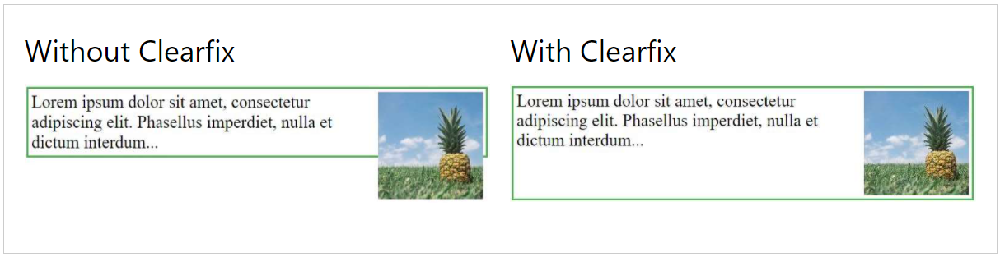 Without Clearfix
Lorem ipsum dolor sit amet, consectetur
adipiscing elit. Phasellus imperdiet, nulla et
dictum interdum...
With Clearfix
Lorem ipsum dolor sit amet, consectetur
adipiscing elit. Phasellus imperdiet, nulla et
dictum interdum...